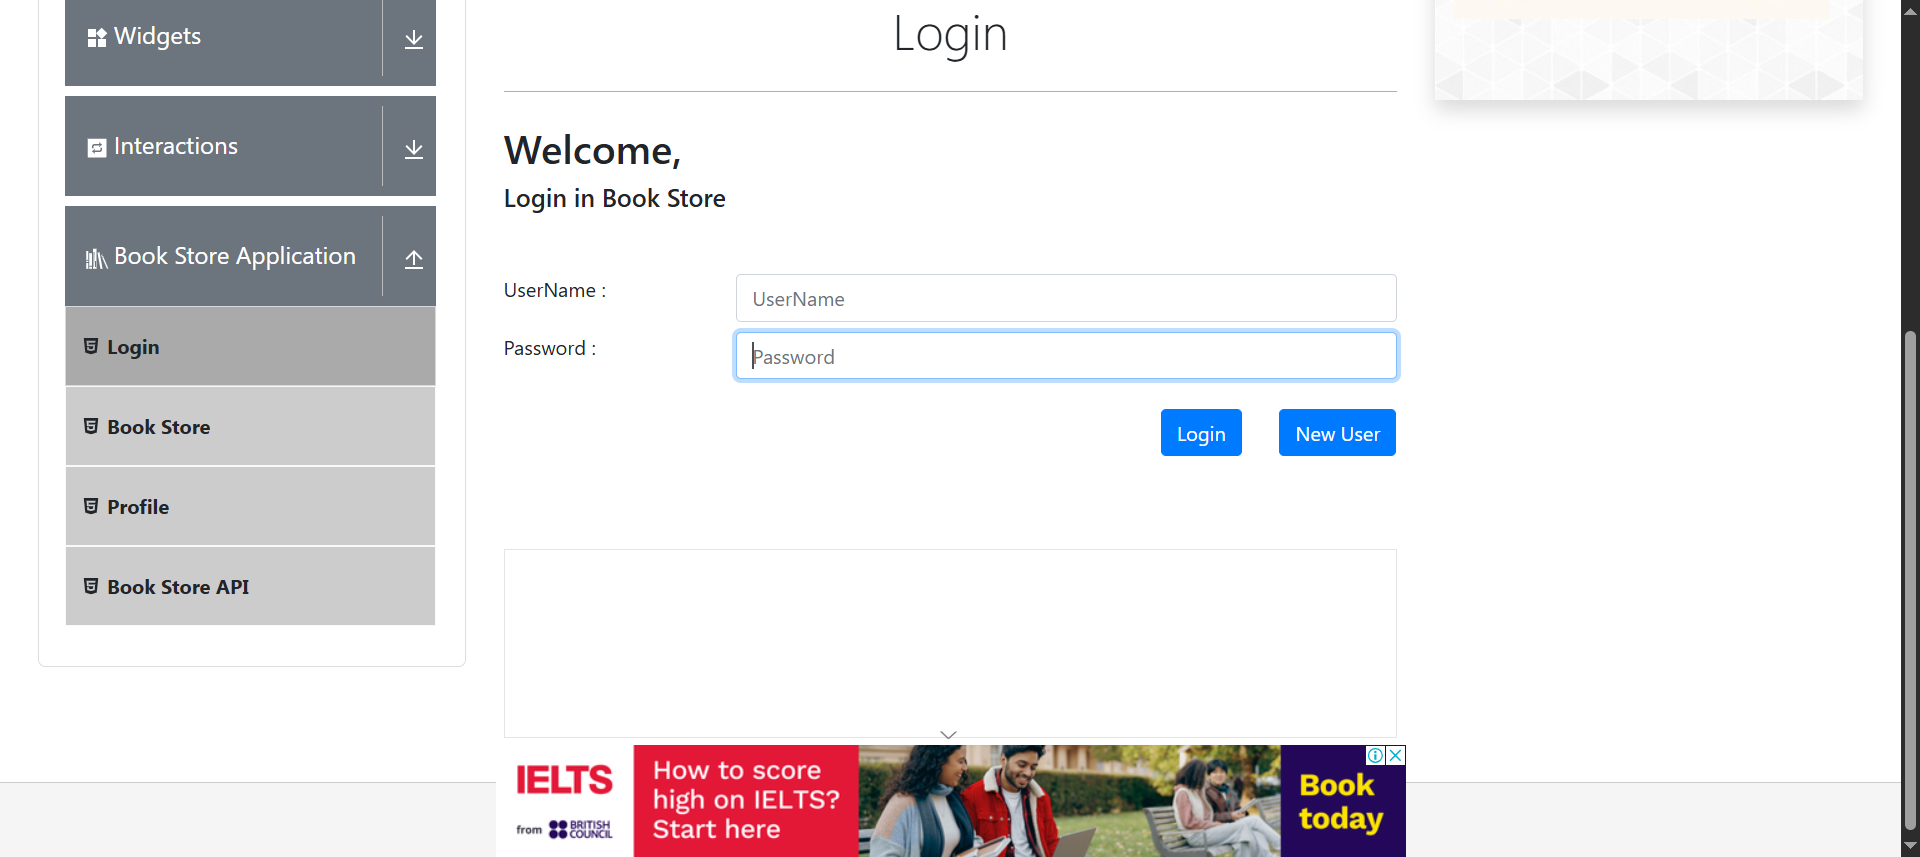 Widgets
Interactions
Book Store Application
Login
Book Store
Profile
Book Store API
Login
Welcome,
Login in Book Store
UserName :
UserName
Password :
Password
Login
New User
IELTS
from BRITISH COUNCIL
How to score
high on IELTS?
Start here
Book
today